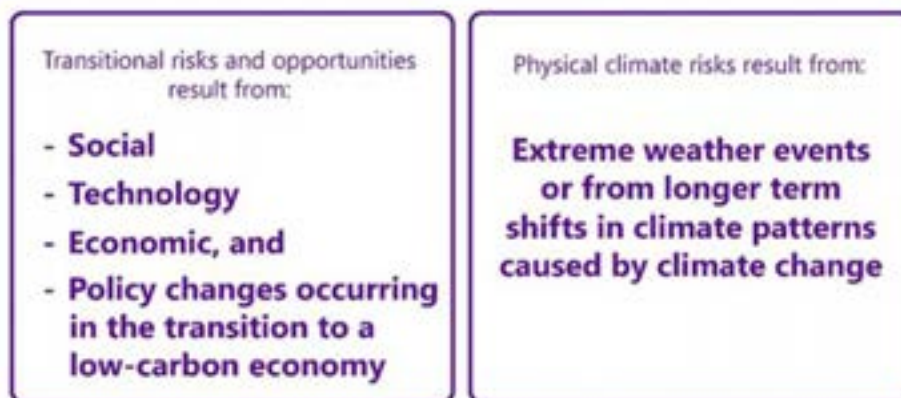 Transitional risks and opportunities
result from:
- Social
- Technology
- Economic, and
- Policy changes occurring
in the transition to a
low-carbon economy
Physical climate risks result from:
Extreme weather events
or from longer term
shifts in climate patterns
caused by climate change